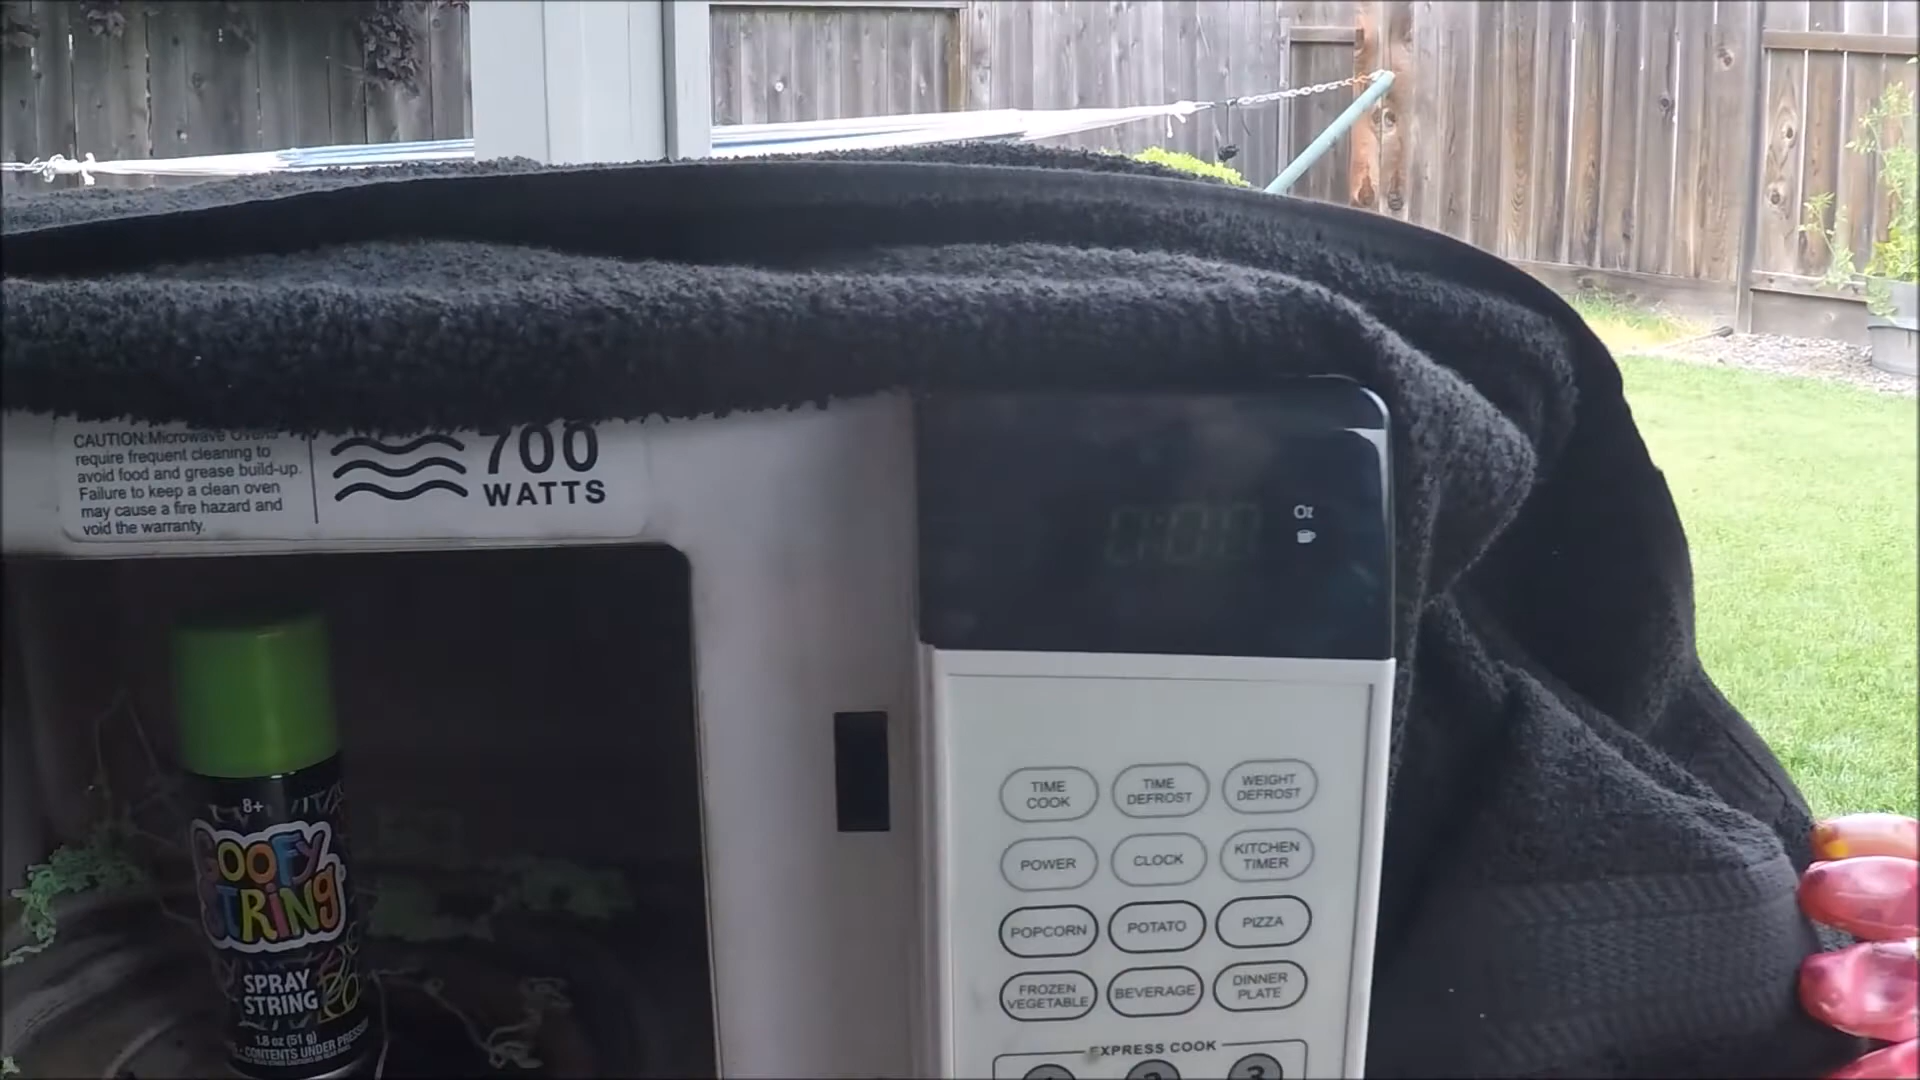 CAUTION:Microwave Ovens
require frequent cleaning to
avoid food and grease build-up.
Failure to keep a clean oven
may cause a fire hazard and
void the warranty.
700
WATTS
Oz
8+
GOOFY
STRING
SPRAY
STRING
1.8 oz (51 g)
CONTENTS UNDER PRESSURE
TIME
COOK
TIME
DEFROST
WEIGHT
DEFROST
POWER
CLOCK
KITCHEN
TIMER
POPCORN
POTATO
PIZZA
FROZEN
VEGETABLE
BEVERAGE
DINNER
PLATE
EXPRESS COOK
1
2
3